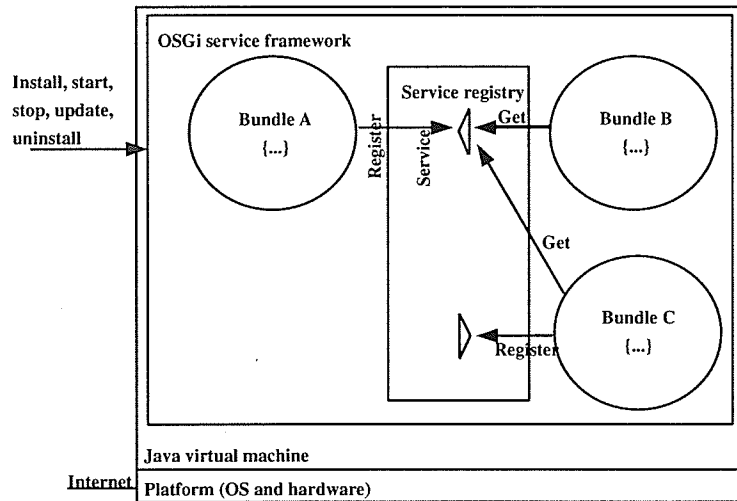 OSGi service framework
Install, start,
stop, update,
uninstall
Service registry
Bundle A
{...}
Register
Service
Get
Bundle B
{...}
Get
Bundle C
{...}
Register
Java virtual machine
Internet
Platform (OS and hardware)